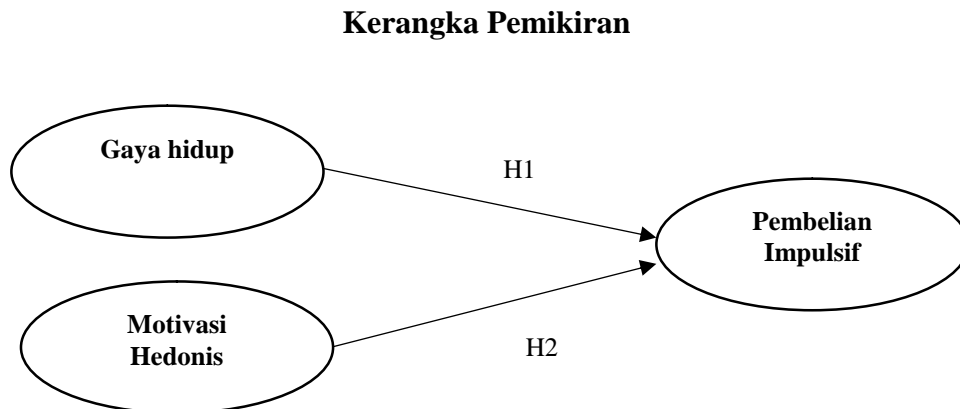 Kerangka Pemikiran
Gaya hidup
H1
Pembelian
Impulsif
Motivasi
Hedonis
H2